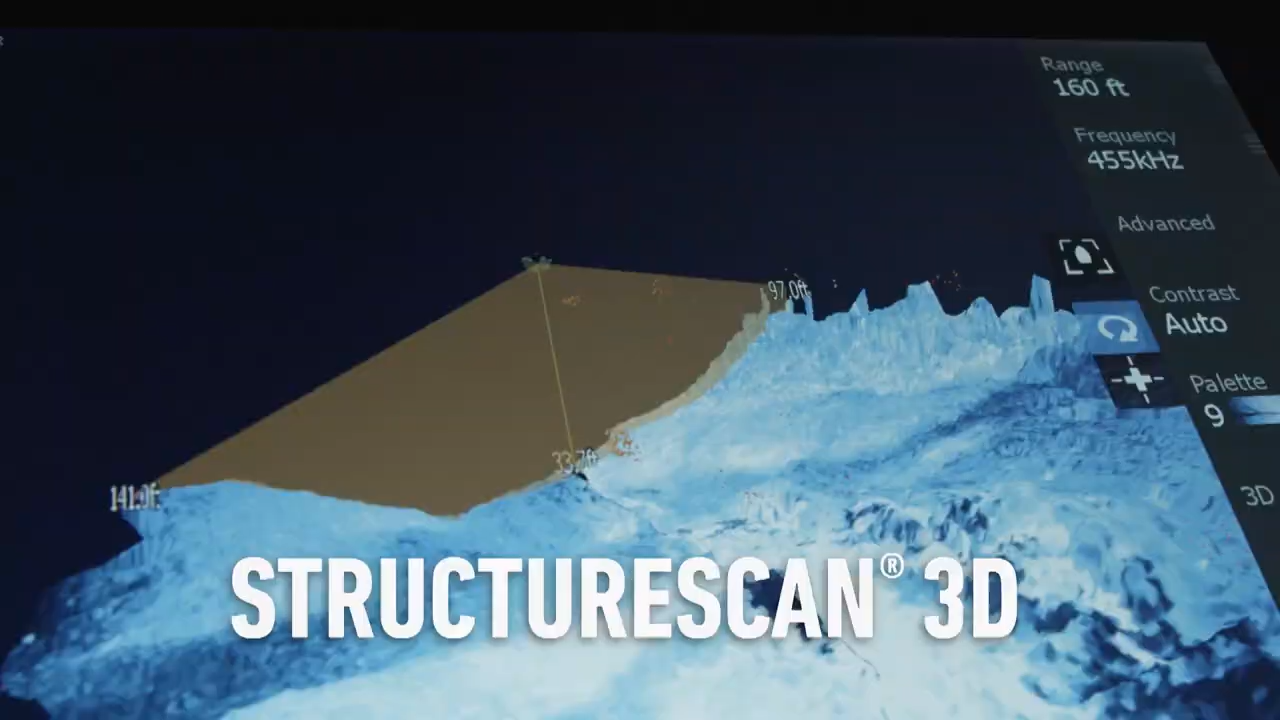 Range
160 ft
Frequency
455kHz
Advanced
97.0ft
Contrast
Auto
Palette
9
33.7ft
141.0ft
3D
STRUCTURESCAN® 3D